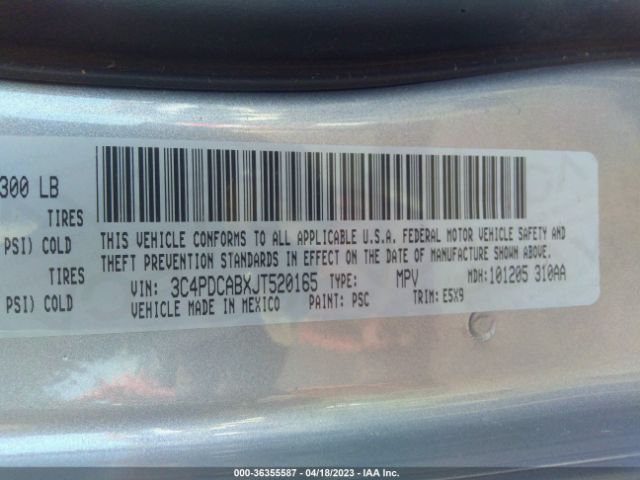 300 LB
TIRES
PSI) COLD
TIRES
PSI) COLD
THIS VEHICLE CONFORMS TO ALL APPLICABLE U.S.A. FEDERAL MOTOR VEHICLE SAFETY AND
THEFT PREVENTION STANDARDS IN EFFECT ON THE DATE OF MANUFACTURE SHOWN ABOVE.
VIN: 3C4PDCABXJT520165 TYPE: MPV MDH:101205 310AA
VEHICLE MADE IN MEXICO PAINT: PSC TRIM: E5X9
000-36355587 - 04/18/2023 - IAA Inc.